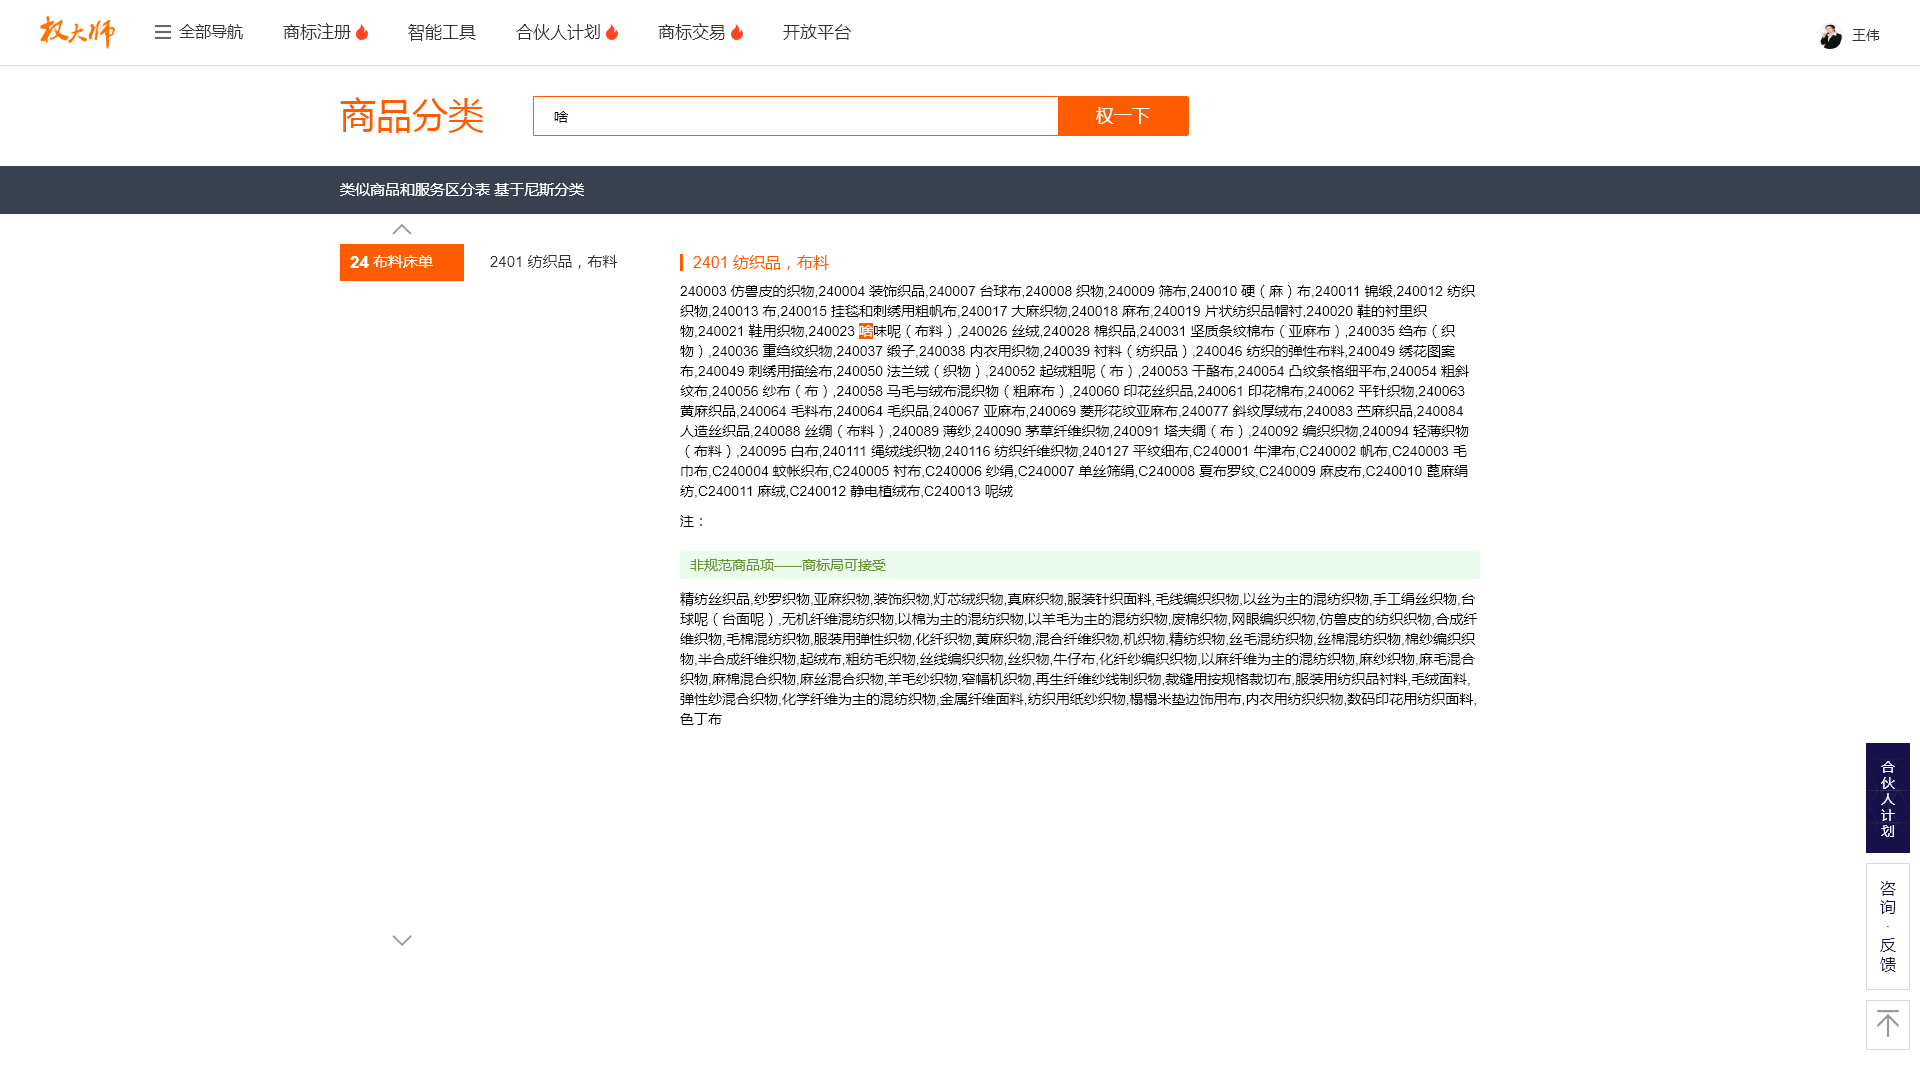 权大师
全部导航
商标注册
智能工具
合伙人计划
商标交易
开放平台
王伟
商品分类
啥
权一下
类似商品和服务区分表 基于尼斯分类
24 布料床单
2401 纺织品，布料
2401 纺织品，布料
240003 仿兽皮的织物,240004 装饰织品,240007 台球布,240008 织物,240009 筛布,240010 硬（麻）布,240011 锦缎,240012 纺织
织物,240013 布,240015 挂毯和刺绣用粗帆布,240017 大麻织物,240018 麻布,240019 片状纺织品帽衬,240020 鞋的衬里织
物,240021 鞋用织物,240023 啥味呢（布料）,240026 丝绒,240028 棉织品,240031 坚质条纹棉布（亚麻布）,240035 绉布（织
物）,240036 重绉纹织物,240037 缎子,240038 内衣用织物,240039 衬料（纺织品）,240046 纺织的弹性布料,240049 绣花图案
布,240049 刺绣用描绘布,240050 法兰绒（织物）,240052 起绒粗呢（布）,240053 干酪布,240054 凸纹条格细平布,240054 粗斜
纹布,240056 纱布（布）,240058 马毛与绒布混织物（粗麻布）,240060 印花丝织品,240061 印花棉布,240062 平针织物,240063
黄麻织品,240064 毛料布,240064 毛织品,240067 亚麻布,240069 菱形花纹亚麻布,240077 斜纹厚绒布,240083 苎麻织品,240084
人造丝织品,240088 丝绸（布料）,240089 薄纱,240090 茅草纤维织物,240091 塔夫绸（布）,240092 编织织物,240094 轻薄织物
（布料）,240095 白布,240111 绳绒线织物,240116 纺织纤维织物,240127 平纹细布,C240001 牛津布,C240002 帆布,C240003 毛
巾布,C240004 蚊帐织布,C240005 衬布,C240006 纱绢,C240007 单丝筛绢,C240008 夏布罗纹,C240009 麻皮布,C240010 蓖麻绢
纺,C240011 麻绒,C240012 静电植绒布,C240013 呢绒
注：
非规范商品项——商标局可接受
精纺丝织品,纱罗织物,亚麻织物,装饰织物,灯芯绒织物,真麻织物,服装针织面料,毛线编织织物,以丝为主的混纺织物,手工绢丝织物,台
球呢（台面呢）,无机纤维混纺织物,以棉为主的混纺织物,以羊毛为主的混纺织物,废棉织物,网眼编织织物,仿兽皮的纺织织物,合成纤
维织物,毛棉混纺织物,服装用弹性织物,化纤织物,黄麻织物,混合纤维织物,机织物,精纺织物,丝毛混纺织物,丝棉混纺织物,棉纱编织织
物,半合成纤维织物,起绒布,粗纺毛织物,丝线编织织物,丝织物,牛仔布,化纤纱编织织物,以麻纤维为主的混纺织物,麻纱织物,麻毛混合
织物,麻棉混合织物,麻丝混合织物,羊毛纱织物,窄幅机织物,再生纤维纱线制织物,裁缝用按规格裁切布,服装用纺织品衬料,毛绒面料,
弹性纱混合织物,化学纤维为主的混纺织物,金属纤维面料,纺织用纸纱织物,榻榻米垫边饰用布,内衣用纺织织物,数码印花用纺织面料,
色丁布
合伙人计划
咨询·反馈